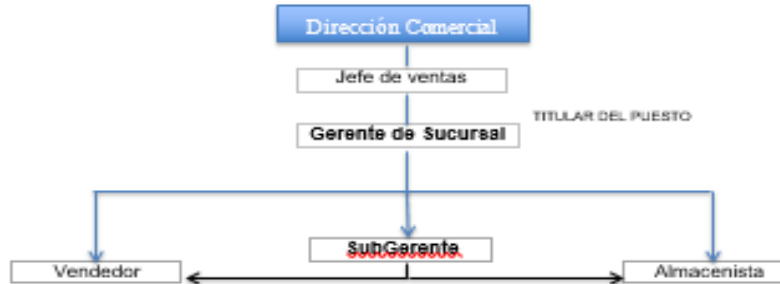 Dirección Comercial
Jefe de ventas
TITULAR DEL PUESTO
Gerente de Sucursal
SubGerente
Vendedor
Almacenista